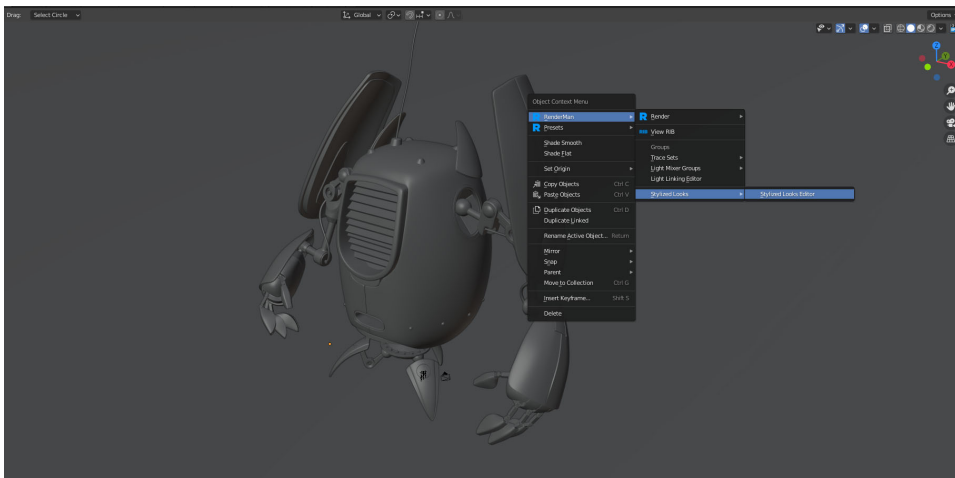 Drag:
Select Circle
Global
Options
Z
Y
X
Object Context Menu
RenderMan
R Presets
Shade Smooth
Shade Flat
Set Origin
Copy Objects Ctrl C
Paste Objects Ctrl V
Duplicate Objects Ctrl D
Duplicate Linked
Rename Active Object... Return
Mirror
Snap
Parent
Move to Collection Ctrl G
Insert Keyframe... Shift S
Delete
R Render
RIB View RIB
Groups
Trace Sets
Light Mixer Groups
Light Linking Editor
Stylized Looks
Stylized Looks Editor